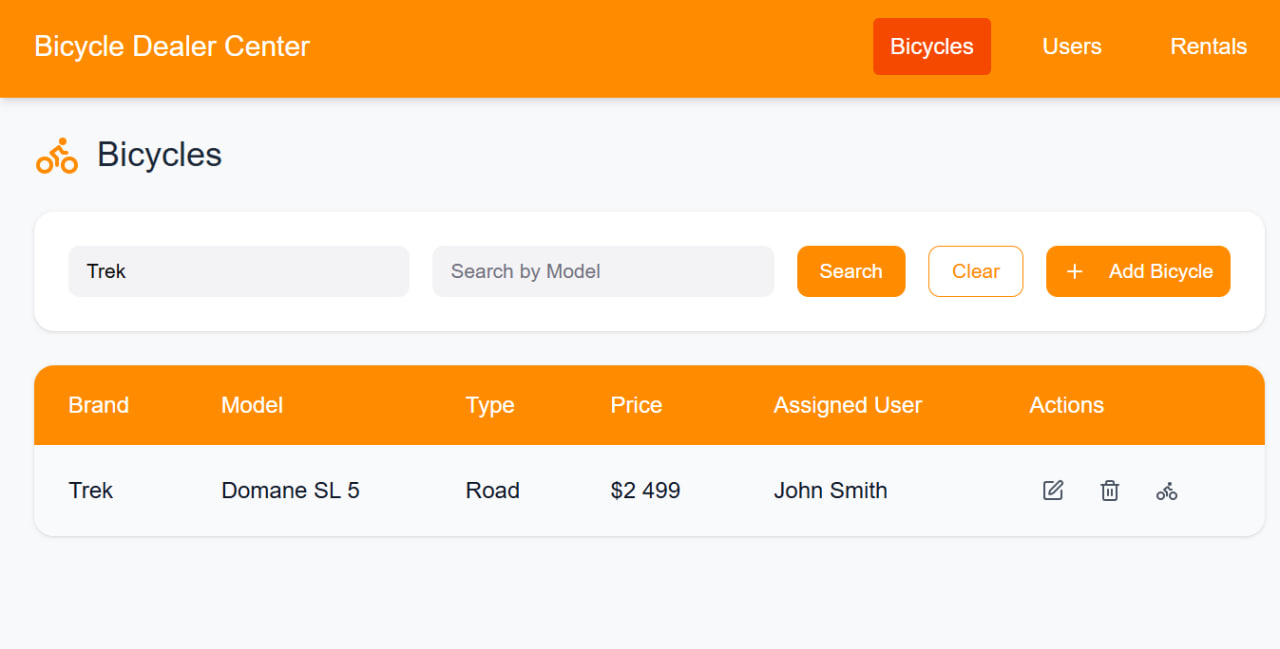 Bicycle Dealer Center Bicycles Users Rentals
Bicycles
Trek Search by Model Search Clear + Add Bicycle
Brand Model Type Price Assigned User Actions
Trek Domane SL 5 Road $2 499 John Smith